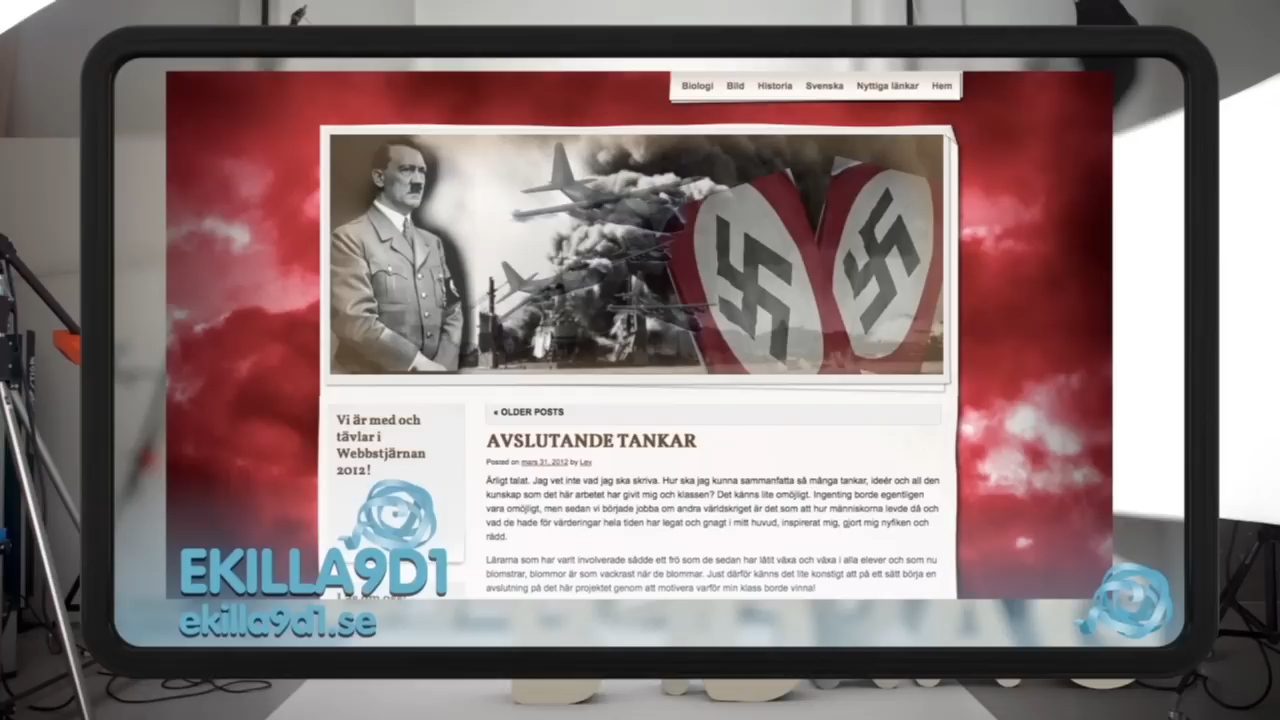 Biologi Bild Historia Svenska Nyttiga länkar Hem
Vi är med och
tävlar i
Webbstjärnan
2012!
« OLDER POSTS
AVSLUTANDE TANKAR
Posted on mars 31, 2012 by Lev
Ärligt talat. Jag vet inte vad jag ska skriva. Hur ska jag kunna sammanfatta så många tankar, ideér och all den
kunskap som det här arbetet har givit mig och klassen? Det känns lite omöjligt. Ingenting borde egentigen
vara omöjligt, men sedan vi började jobba om andra världskriget är det som att hur människorna levde då och
vad de hade för värderingar hela tiden har legat och gnagt i mitt huvud, inspirerat mig, gjort mig nyfiken och
rädd.
Lärarna som har varit involverade sådde ett frö som de sedan har låtit växa och växa i alla elever och som nu
blomstrar, blommor är som vackrast när de blommar. Just därför känns det lite konstigt att på ett sätt börja en
avslutning på det här projektet genom att motivera varför min klass borde vinna!
EKILLA9D1
ekilla9d1.se